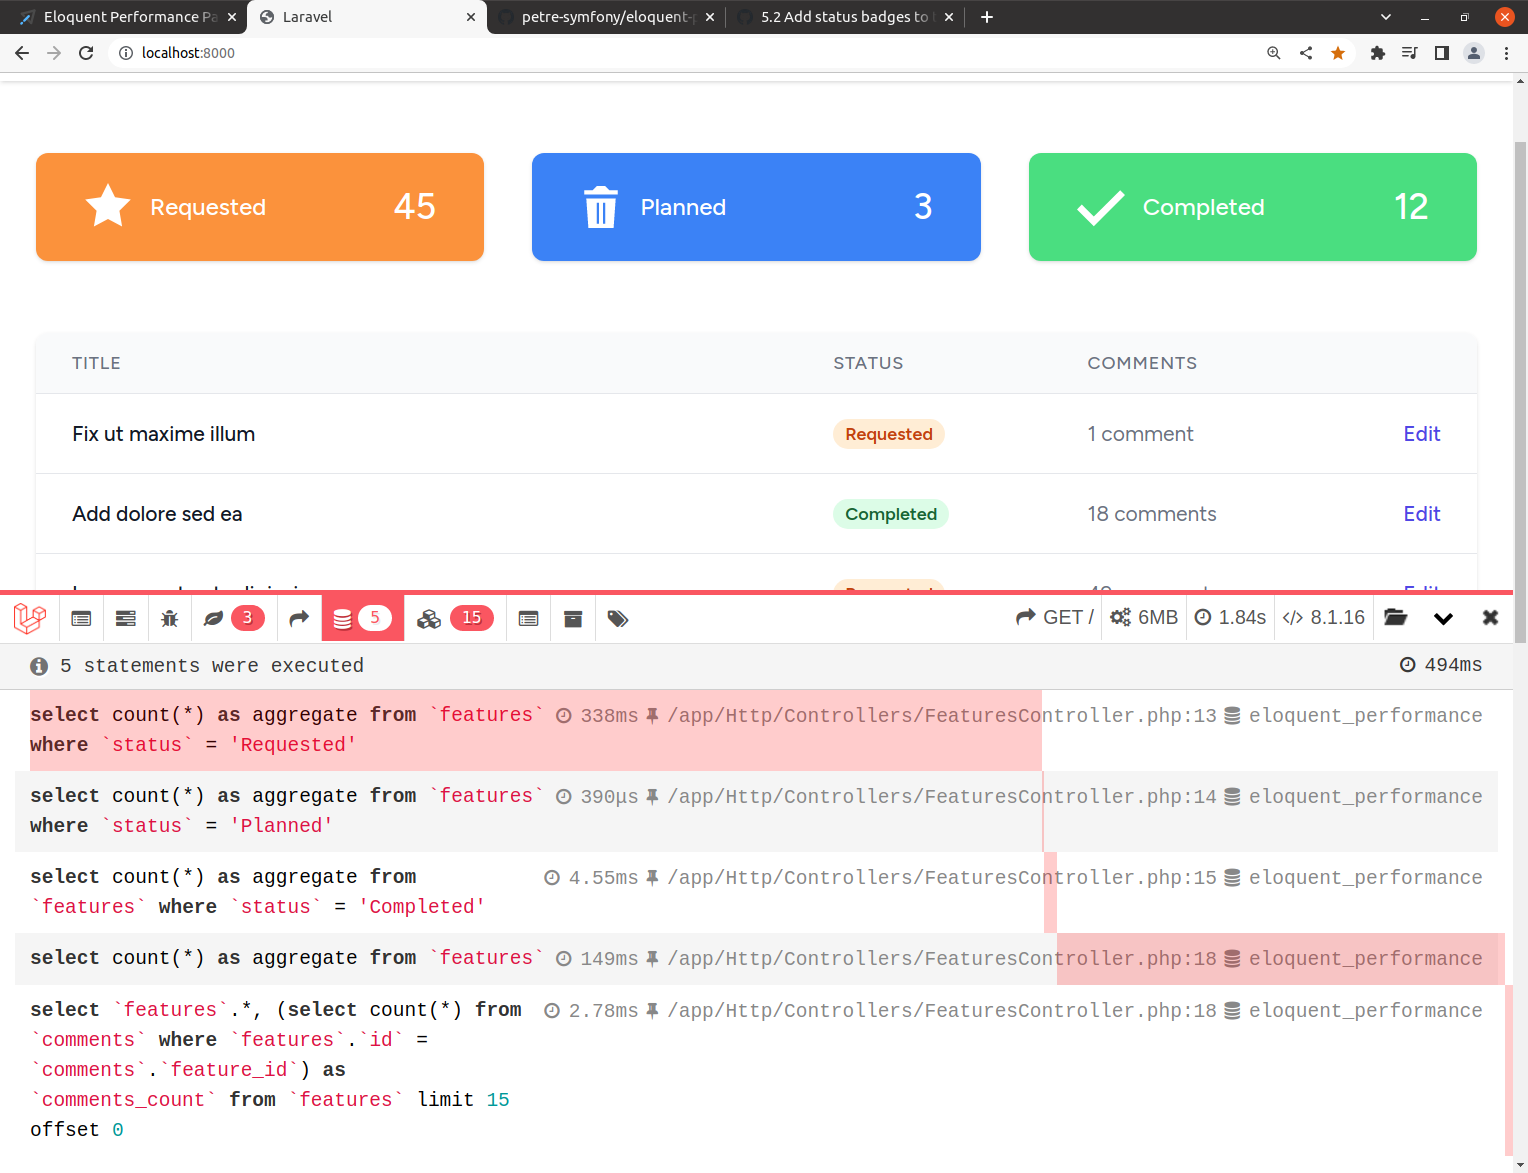 Eloquent Performance Pa
Laravel
petre-symfony/eloquent-p
5.2 Add status badges to
localhost:8000
Requested 45
Planned 3
Completed 12
TITLE STATUS COMMENTS
Fix ut maxime illum Requested 1 comment Edit
Add dolore sed ea Completed 18 comments Edit
3 5 15 GET / 6MB 1.84s 8.1.16
5 statements were executed 494ms
select count(*) as aggregate from `features` 338ms /app/Http/Controllers/FeaturesController.php:13 eloquent_performance
where `status` = 'Requested'
select count(*) as aggregate from `features` 390μs /app/Http/Controllers/FeaturesController.php:14 eloquent_performance
where `status` = 'Planned'
select count(*) as aggregate from 4.55ms /app/Http/Controllers/FeaturesController.php:15 eloquent_performance
`features` where `status` = 'Completed'
select count(*) as aggregate from `features` 149ms /app/Http/Controllers/FeaturesController.php:18 eloquent_performance
select `features`.*, (select count(*) from 2.78ms /app/Http/Controllers/FeaturesController.php:18 eloquent_performance
`comments` where `features`.`id` =
`comments`.`feature_id`) as
`comments_count` from `features` limit 15
offset 0